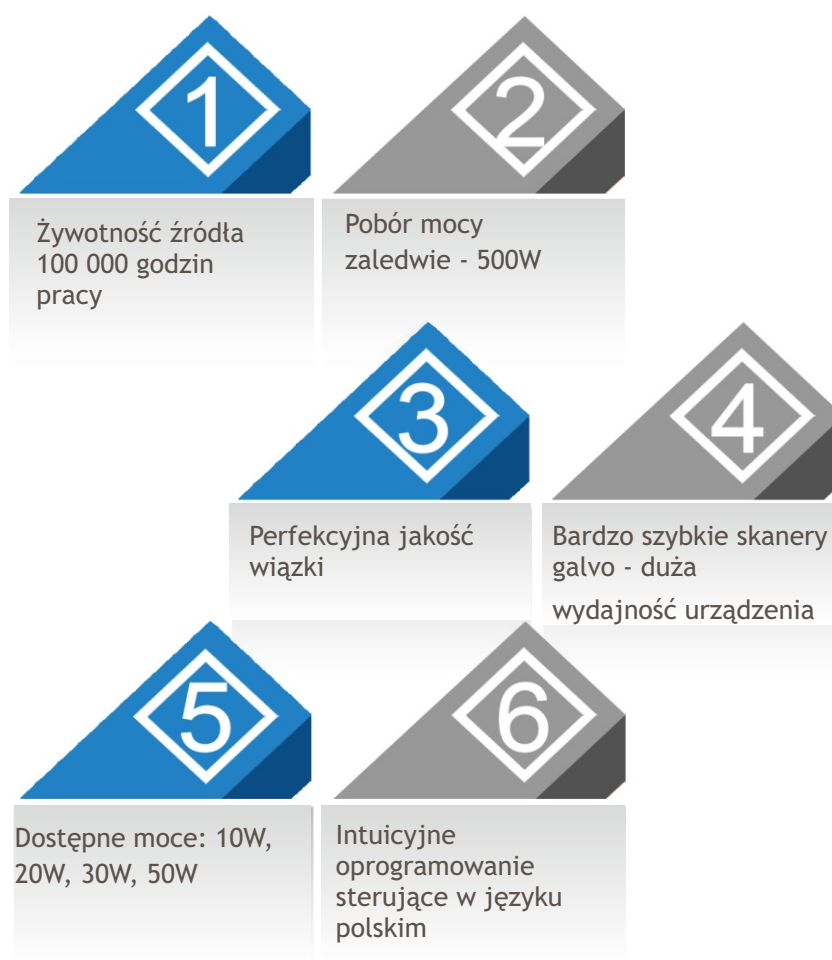 1
Żywotność źródła
100 000 godzin
pracy
2
Pobór mocy
zaledwie - 500W
3
Perfekcyjna jakość
wiązki
4
Bardzo szybkie skanery
galvo - duża
wydajność urządzenia
5
Dostępne moce: 10W,
20W, 30W, 50W
6
Intuicyjne
oprogramowanie
sterujące w języku
polskim